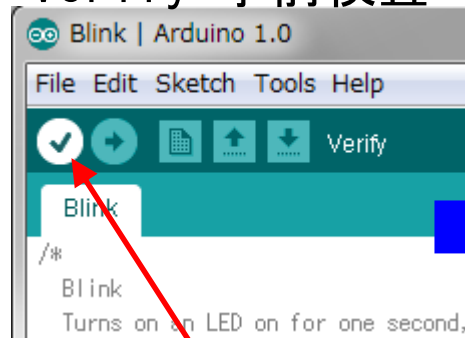 Blink | Arduino 1.0
File Edit Sketch Tools Help
Verify
Blink
/*
Blink
Turns on an LED on for one second,